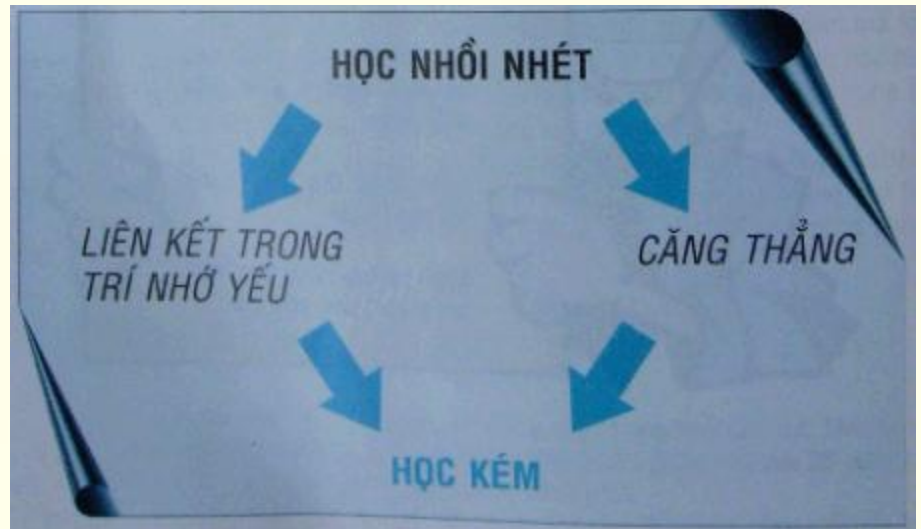 HỌC NHỒI NHÉT
LIÊN KẾT TRONG
TRÍ NHỚ YẾU
CĂNG THẲNG
HỌC KÉM